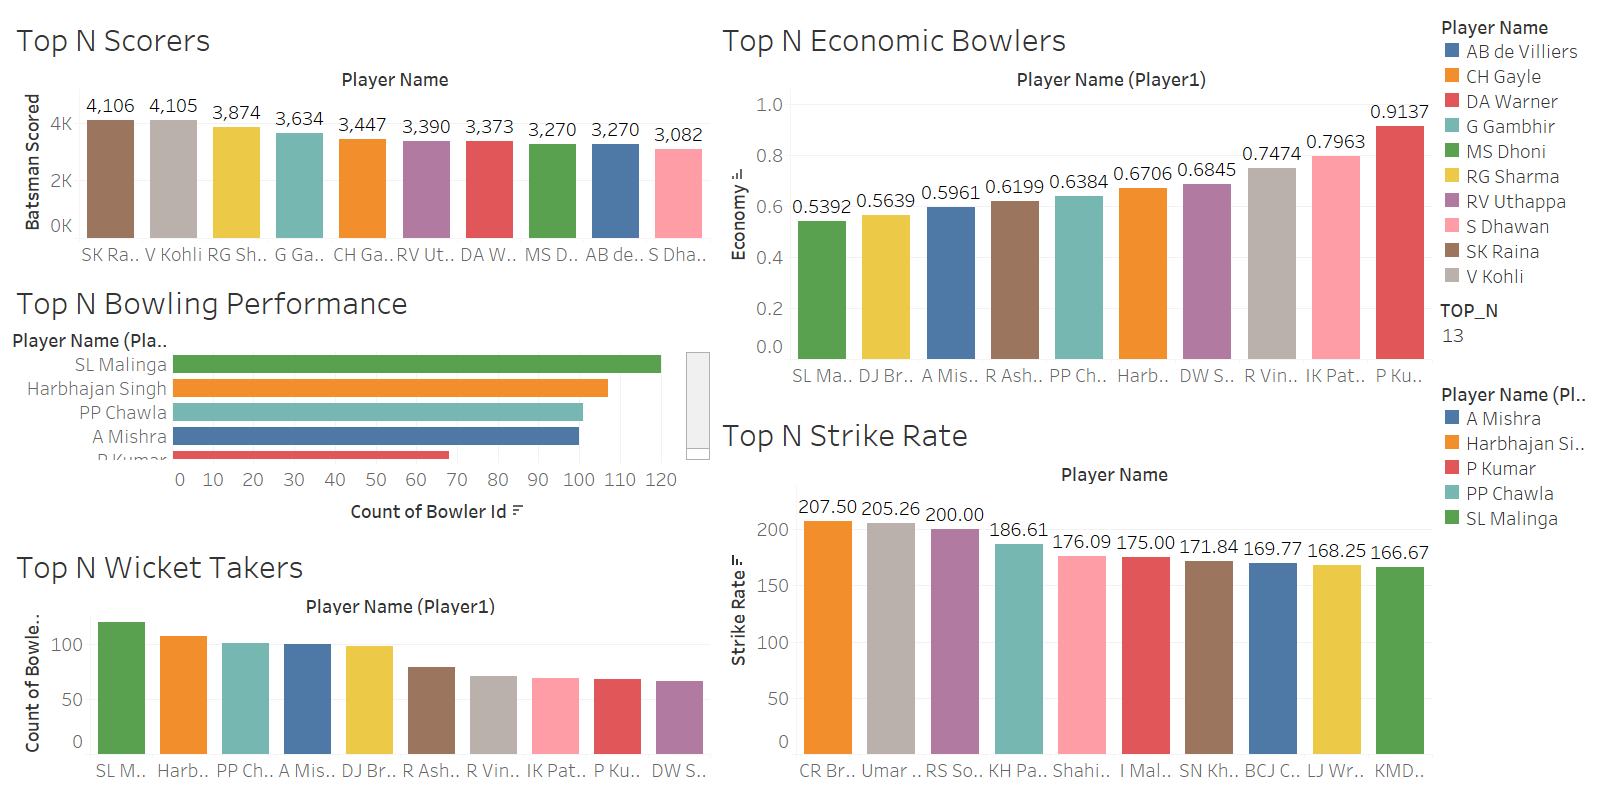 Top N Scorers
Player Name
Batsman Scored
4K
2K
0K
4,106
4,105
3,874
3,634
3,447
3,390
3,373
3,270
3,270
3,082
SK Ra..
V Kohli
RG Sh..
G Ga..
CH Ga..
RV Ut..
DA W..
MS D..
AB de..
S Dha..
Top N Bowling Performance
Player Name (Pla..
SL Malinga
Harbhajan Singh
PP Chawla
A Mishra
P Kumar
0 10 20 30 40 50 60 70 80 90 100 110 120
Count of Bowler Id
Top N Wicket Takers
Player Name (Player1)
Count of Bowle..
100
50
0
SL M..
Harb..
PP Ch..
A Mis..
DJ Br..
R Ash..
R Vin..
IK Pat..
P Ku..
DW S..
Top N Economic Bowlers
Player Name (Player1)
Economy
1.0
0.8
0.6
0.4
0.2
0.0
0.5392
0.5639
0.5961
0.6199
0.6384
0.6706
0.6845
0.7474
0.7963
0.9137
SL Ma..
DJ Br..
A Mis..
R Ash..
PP Ch..
Harb..
DW S..
R Vin..
IK Pat..
P Ku..
Top N Strike Rate
Player Name
Strike Rate
200
150
100
50
0
207.50
205.26
200.00
186.61
176.09
175.00
171.84
169.77
168.25
166.67
CR Br..
Umar ..
RS So..
KH Pa..
Shahi..
I Mal..
SN Kh..
BCJ C..
LJ Wr..
KMD..
Player Name
AB de Villiers
CH Gayle
DA Warner
G Gambhir
MS Dhoni
RG Sharma
RV Uthappa
S Dhawan
SK Raina
V Kohli
TOP_N
13
Player Name (Pl..
A Mishra
Harbhajan Si..
P Kumar
PP Chawla
SL Malinga